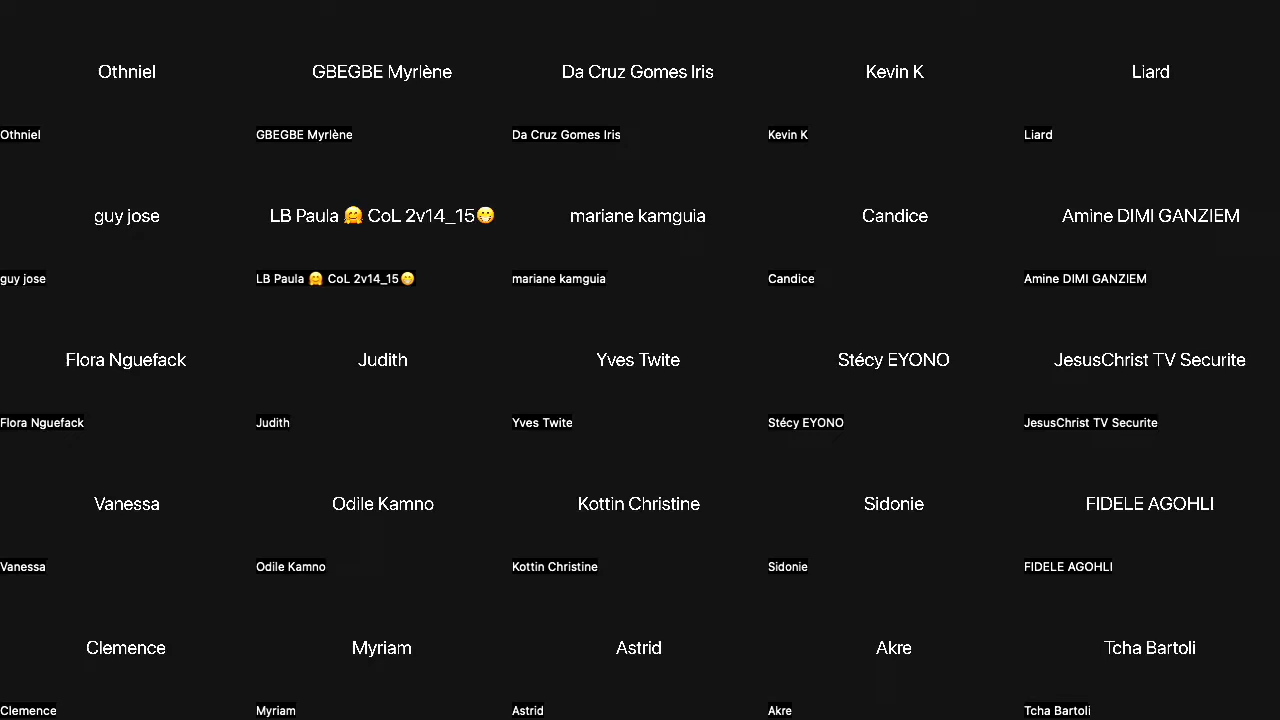 Othniel
GBEGBE Myrlène
Da Cruz Gomes Iris
Kevin K
Liard
Othniel
GBEGBE Myrlène
Da Cruz Gomes Iris
Kevin K
Liard
guy jose
LB Paula 🤗 CoL 2v14_15🤭
mariane kamguia
Candice
Amine DIMI GANZIEM
guy jose
LB Paula 🤗 CoL 2v14_15🤭
mariane kamguia
Candice
Amine DIMI GANZIEM
Flora Nguefack
Judith
Yves Twite
Stécy EYONO
JesusChrist TV Securite
Flora Nguefack
Judith
Yves Twite
Stécy EYONO
JesusChrist TV Securite
Vanessa
Odile Kamno
Kottin Christine
Sidonie
FIDELE AGOHLI
Vanessa
Odile Kamno
Kottin Christine
Sidonie
FIDELE AGOHLI
Clemence
Myriam
Astrid
Akre
Tcha Bartoli
Clemence
Myriam
Astrid
Akre
Tcha Bartoli